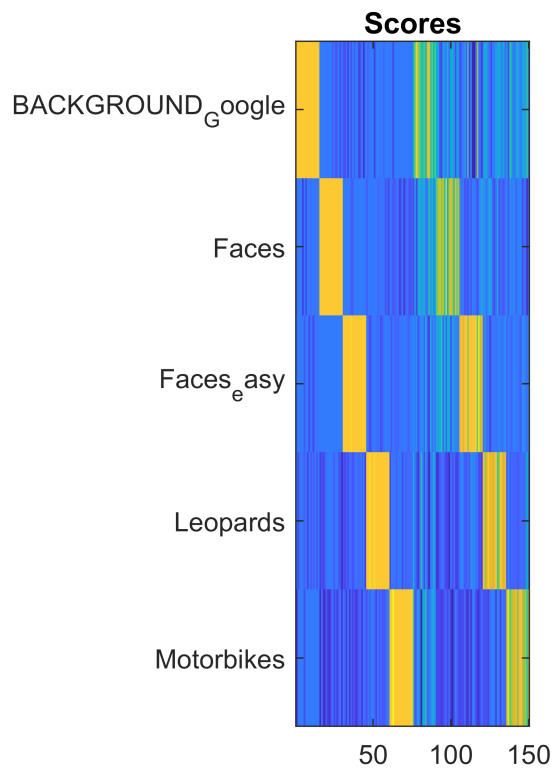 Scores
BACKGROUND_Google
Faces
Faces_easy
Leopards
Motorbikes
50 100 150